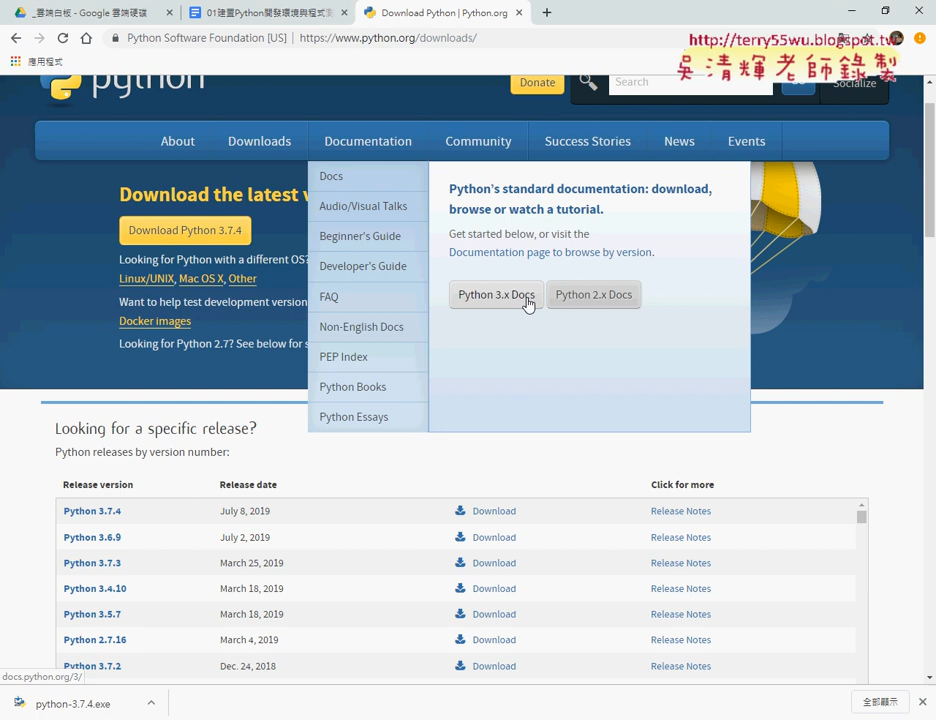 _雲端白板 - Google 雲端硬碟
01建置Python開發環境與程式
Download Python | Python.org
Python Software Foundation [US] | https://www.python.org/downloads/
應用程式
http://terry55wu.blogspot.tw
吳清輝老師錄製
python
Donate
Search
Socialize
About
Downloads
Documentation
Community
Success Stories
News
Events
Download the latest v
Download Python 3.7.4
Looking for Python with a different OS?
Linux/UNIX, Mac OS X, Other
Want to help test development version
Docker images
Looking for Python 2.7? See below for s
Docs
Audio/Visual Talks
Beginner's Guide
Developer's Guide
FAQ
Non-English Docs
PEP Index
Python Books
Python Essays
Python's standard documentation: download,
browse or watch a tutorial.
Get started below, or visit the
Documentation page to browse by version.
Python 3.x Docs
Python 2.x Docs
Looking for a specific release?
Python releases by version number:
Release version Release date Click for more
Python 3.7.4 July 8, 2019 Download Release Notes
Python 3.6.9 July 2, 2019 Download Release Notes
Python 3.7.3 March 25, 2019 Download Release Notes
Python 3.4.10 March 18, 2019 Download Release Notes
Python 3.5.7 March 18, 2019 Download Release Notes
Python 2.7.16 March 4, 2019 Download Release Notes
Python 3.7.2 Dec. 24, 2018 Download Release Notes
docs.python.org/3/
python-3.7.4.exe
全部顯示